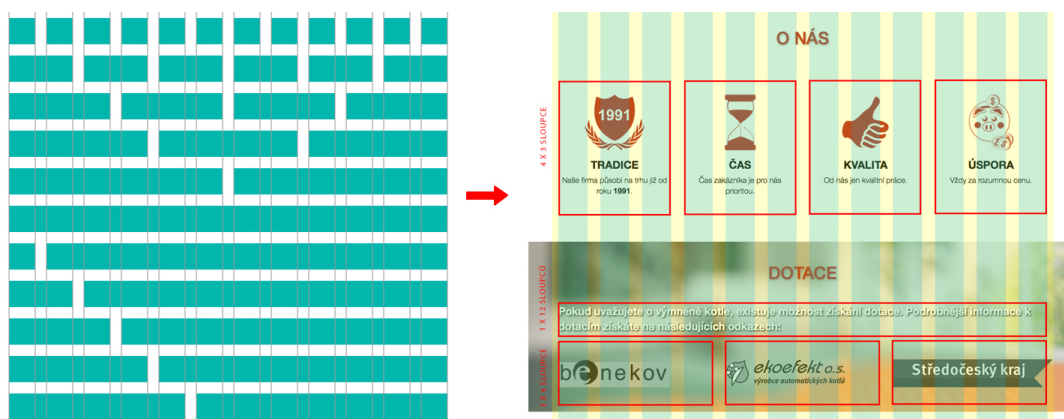 O NÁS
4 X 3 SLOUPCE
1991
TRADICE
Naše firma působí na trhu již od
roku 1991.
ČAS
Čas zákazníka je pro nás
prioritou.
KVALITA
Od nás jen kvalitní práce.
ÚSPORA
Vždy za rozumnou cenu.
DOTACE
1 X 12 SLOUPCŮ
Pokud uvažujete o výmněné kotle, existuje možnost získání dotace. Podrobnější informace k
dotacím získáte na následujících odkazech:
3 X 4 SLOUPCE
benekov
ekoefekt o.s.
výrobce automatických kotlů
Středočeský kraj